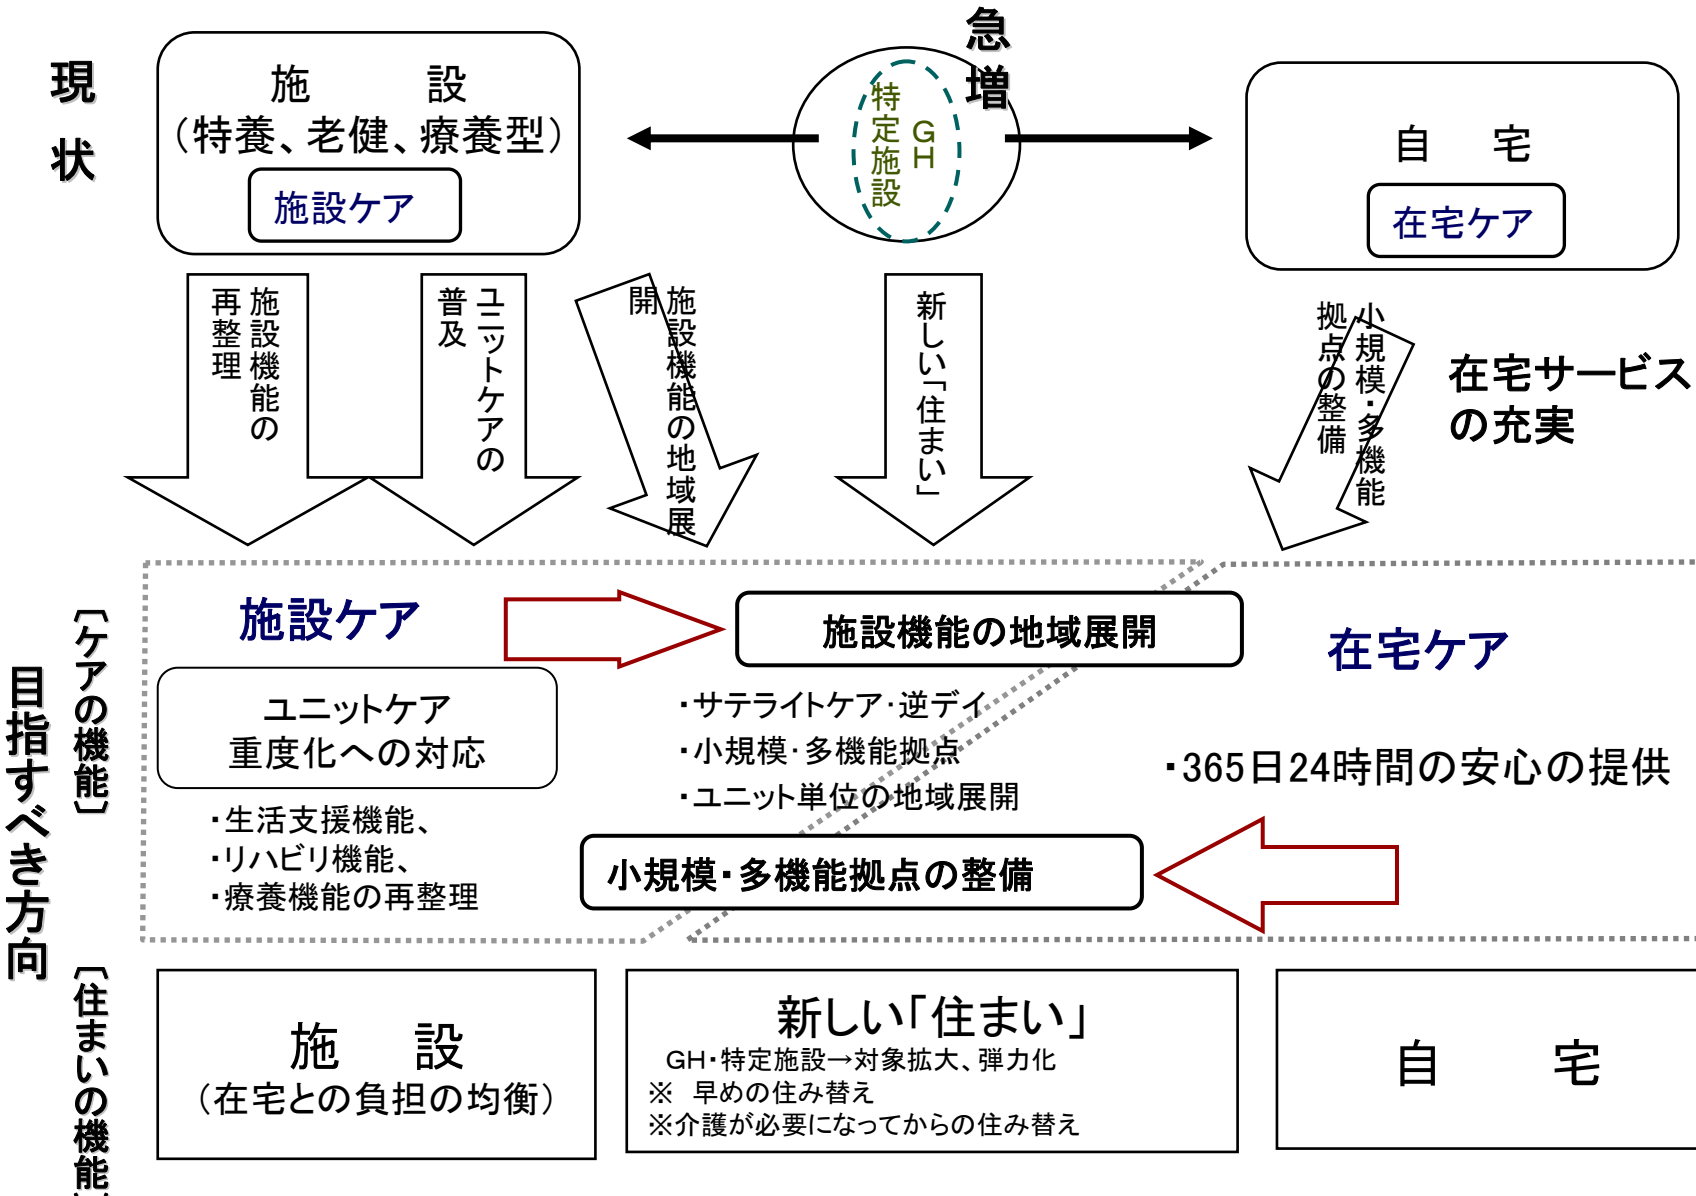 現状
施　設
（特養、老健、療養型）
施設ケア
急増
特定施設
GH
自　宅
在宅ケア
施設機能の
再整理
ユニットケアの
普及
施設機能の地域展
開
新しい「住まい」
小規模・多機能
拠点の整備
在宅サービス
の充実
目指すべき方向
〔ケアの機能〕
施設ケア
施設機能の地域展開
在宅ケア
ユニットケア
重度化への対応
・サテライトケア・逆デイ
・小規模・多機能拠点
・ユニット単位の地域展開
・365日24時間の安心の提供
・生活支援機能、
・リハビリ機能、
・療養機能の再整理
小規模・多機能拠点の整備
〔住まいの機能〕
施　設
（在宅との負担の均衡）
新しい「住まい」
GH・特定施設→対象拡大、弾力化
※　早めの住み替え
※介護が必要になってからの住み替え
自　宅